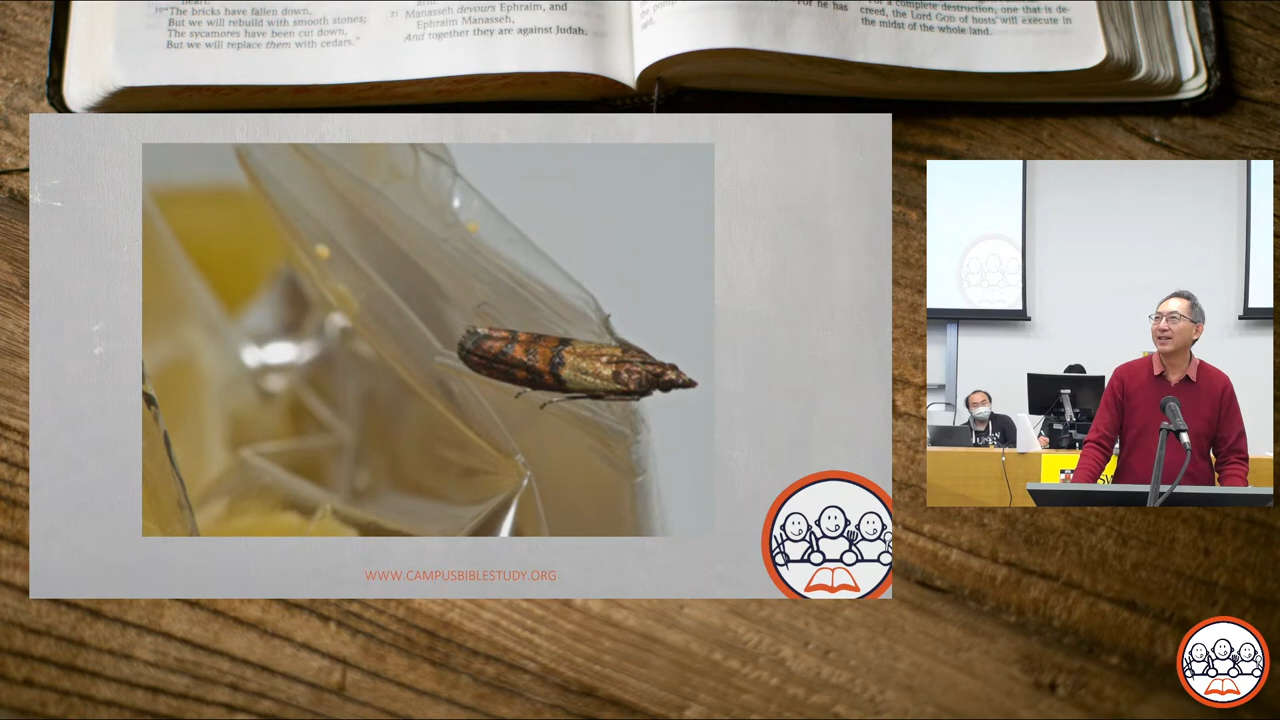 heart:
10"The bricks have fallen down,
But we will rebuild with smooth stones;
The sycamores have been cut down,
But we will replace them with cedars."
21 Manasseh devours Ephraim, and
Ephraim Manasseh,
And together they are against Judah.
For he has
a complete destruction, one that is de-
creed, the Lord GOD of hosts will execute in
the midst of the whole land.
WWW.CAMPUSBIBLESTUDY.ORG